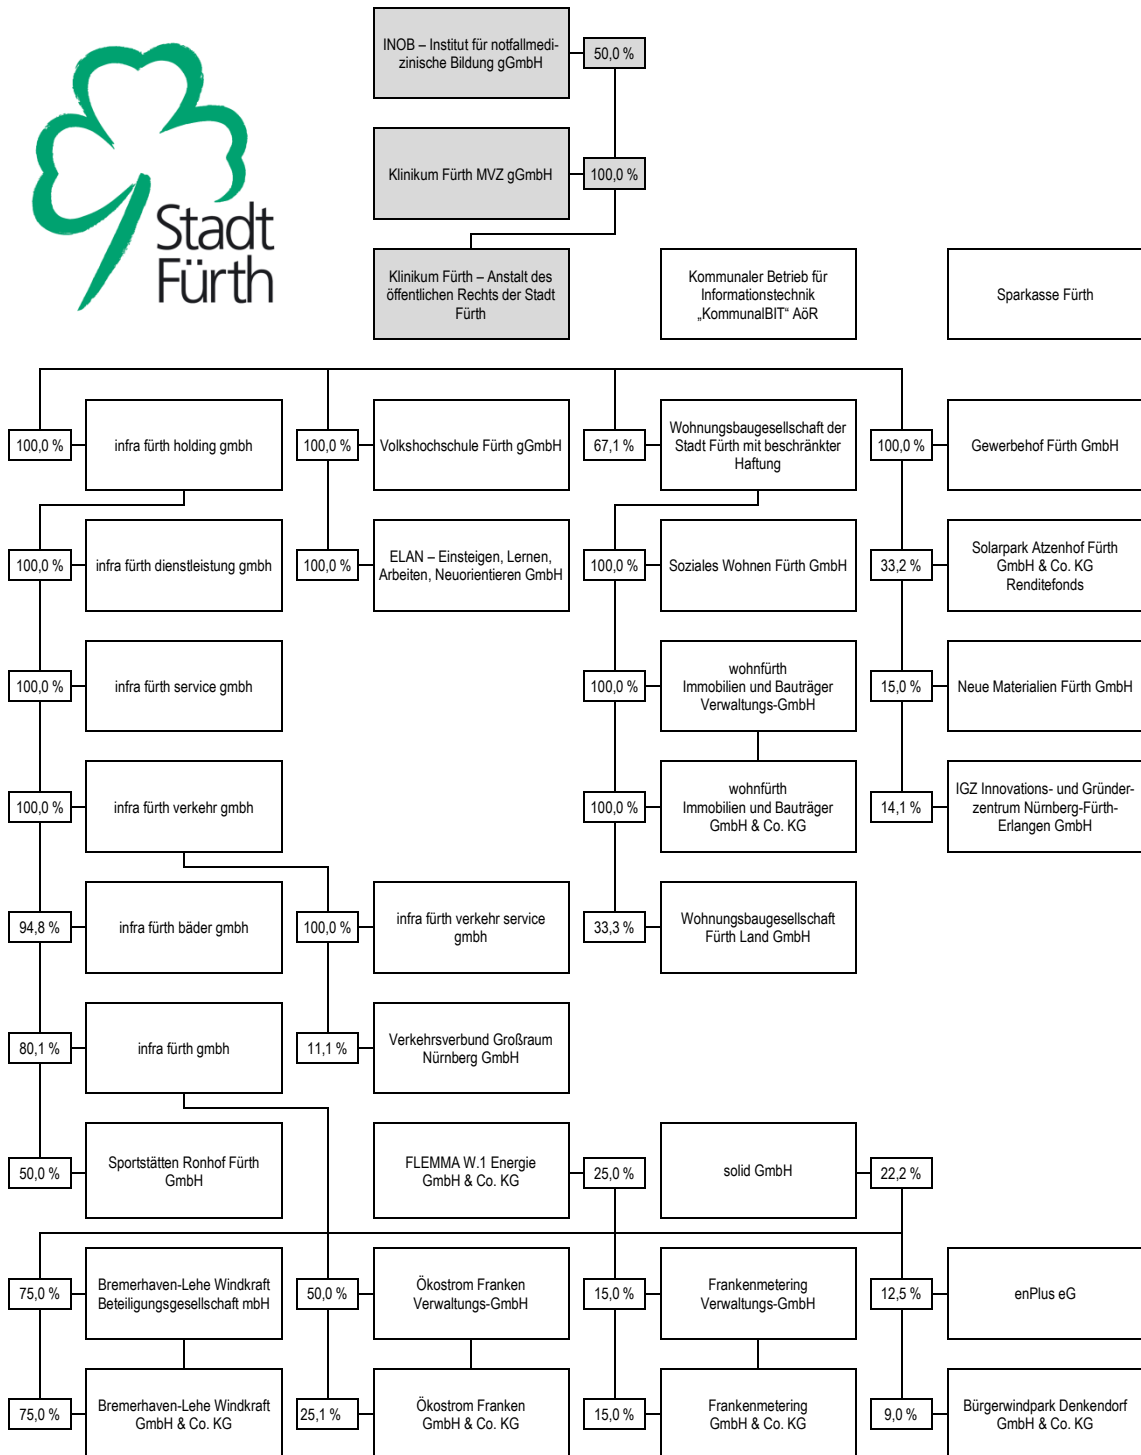 INOB – Institut für notfallmedi-
zinische Bildung gGmbH
50,0 %
Klinikum Fürth MVZ gGmbH
100,0 %
Stadt
Fürth
Klinikum Fürth – Anstalt des
öffentlichen Rechts der Stadt
Fürth
Kommunaler Betrieb für
Informationstechnik
„KommunalBIT“ AöR
Sparkasse Fürth
100,0 %
infra fürth holding gmbh
100,0 %
Volkshochschule Fürth gGmbH
67,1 %
Wohnungsbaugesellschaft der
Stadt Fürth mit beschränkter
Haftung
100,0 %
Gewerbehof Fürth GmbH
100,0 %
infra fürth dienstleistung gmbh
100,0 %
ELAN – Einsteigen, Lernen,
Arbeiten, Neuorientieren GmbH
100,0 %
Soziales Wohnen Fürth GmbH
33,2 %
Solarpark Atzenhof Fürth
GmbH & Co. KG
Renditefonds
100,0 %
infra fürth service gmbh
100,0 %
wohnfürth
Immobilien und Bauträger
Verwaltungs-GmbH
15,0 %
Neue Materialien Fürth GmbH
100,0 %
infra fürth verkehr gmbh
100,0 %
wohnfürth
Immobilien und Bauträger
GmbH & Co. KG
14,1 %
IGZ Innovations- und Gründer-
zentrum Nürnberg-Fürth-
Erlangen GmbH
94,8 %
infra fürth bäder gmbh
100,0 %
infra fürth verkehr service
gmbh
33,3 %
Wohnungsbaugesellschaft
Fürth Land GmbH
80,1 %
infra fürth gmbh
11,1 %
Verkehrsverbund Großraum
Nürnberg GmbH
50,0 %
Sportstätten Ronhof Fürth
GmbH
FLEMMA W.1 Energie
GmbH & Co. KG
25,0 %
solid GmbH
22,2 %
75,0 %
Bremerhaven-Lehe Windkraft
Beteiligungsgesellschaft mbH
50,0 %
Ökostrom Franken
Verwaltungs-GmbH
15,0 %
Frankenmetering
Verwaltungs-GmbH
12,5 %
enPlus eG
75,0 %
Bremerhaven-Lehe Windkraft
GmbH & Co. KG
25,1 %
Ökostrom Franken
GmbH & Co. KG
15,0 %
Frankenmetering
GmbH & Co. KG
9,0 %
Bürgerwindpark Denkendorf
GmbH & Co. KG